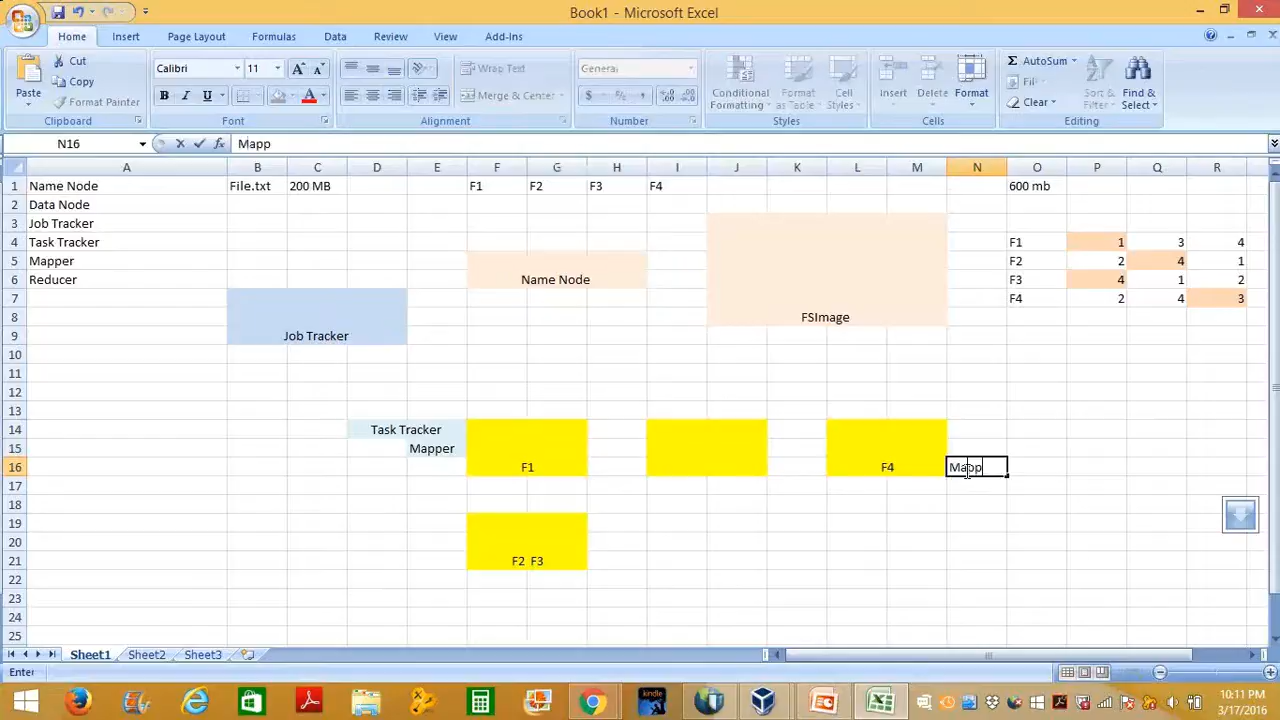 Book1 - Microsoft Excel
Home Insert Page Layout Formulas Data Review View Add-Ins
Paste Cut Copy Format Painter Clipboard
Calibri 11 A A B I U A Font
Wrap Text Merge & Center Alignment
General $ % , Number
Conditional Formatting Format as Table Cell Styles Styles
Insert Delete Format Cells
Σ AutoSum Fill Clear Sort & Filter Find & Select Editing
N16 fx Mapp
A B C D E F G H I J K L M N O P Q R
1 Name Node File.txt 200 MB F1 F2 F3 F4 600 mb
2 Data Node
3 Job Tracker
4 Task Tracker F1 1 3 4
5 Mapper F2 2 4 1
6 Reducer Name Node F3 4 1 2
7 F4 2 4 3
8 FSImage
9 Job Tracker
10
11
12
13
14 Task Tracker
15 Mapper
16 F1 F4 Mapp
17
18
19
20
21 F2 F3
22
23
24
25
Sheet1 Sheet2 Sheet3
Enter
kindle
10:11 PM
3/17/2016